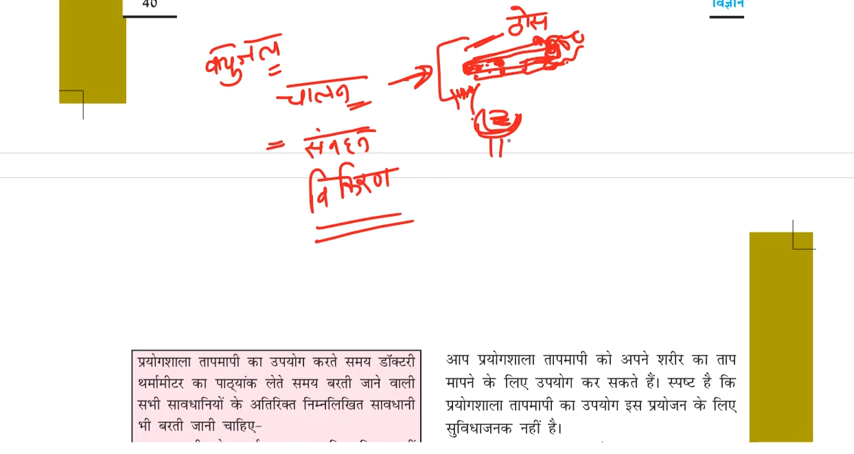 40
विज्ञान
ठोस
चालन
संवहन
विकिरण
प्रयोगशाला तापमापी का उपयोग करते समय डॉक्टरी
थर्मामीटर का पाठ्यांक लेते समय बरती जाने वाली
सभी सावधानियों के अतिरिक्त निम्नलिखित सावधानी
भी बरती जानी चाहिए-
आप प्रयोगशाला तापमापी को अपने शरीर का ताप
मापने के लिए उपयोग कर सकते हैं। स्पष्ट है कि
प्रयोगशाला तापमापी का उपयोग इस प्रयोजन के लिए
सुविधाजनक नहीं है।